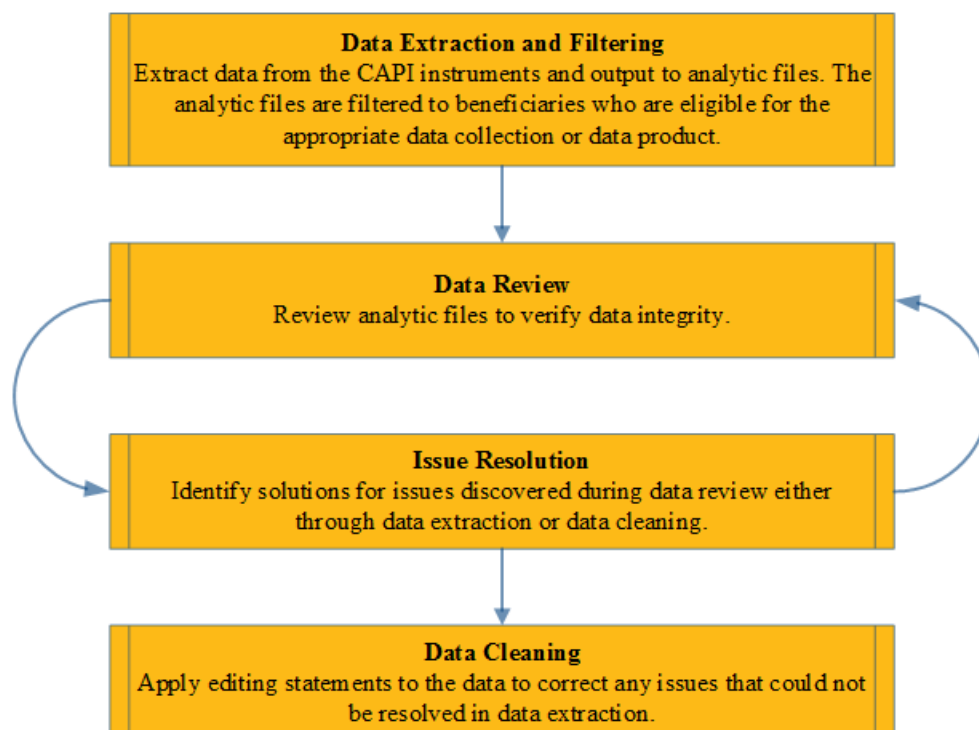 Data Extraction and Filtering
Extract data from the CAPI instruments and output to analytic files. The
analytic files are filtered to beneficiaries who are eligible for the
appropriate data collection or data product.
Data Review
Review analytic files to verify data integrity.
Issue Resolution
Identify solutions for issues discovered during data review either
through data extraction or data cleaning.
Data Cleaning
Apply editing statements to the data to correct any issues that could not
be resolved in data extraction.